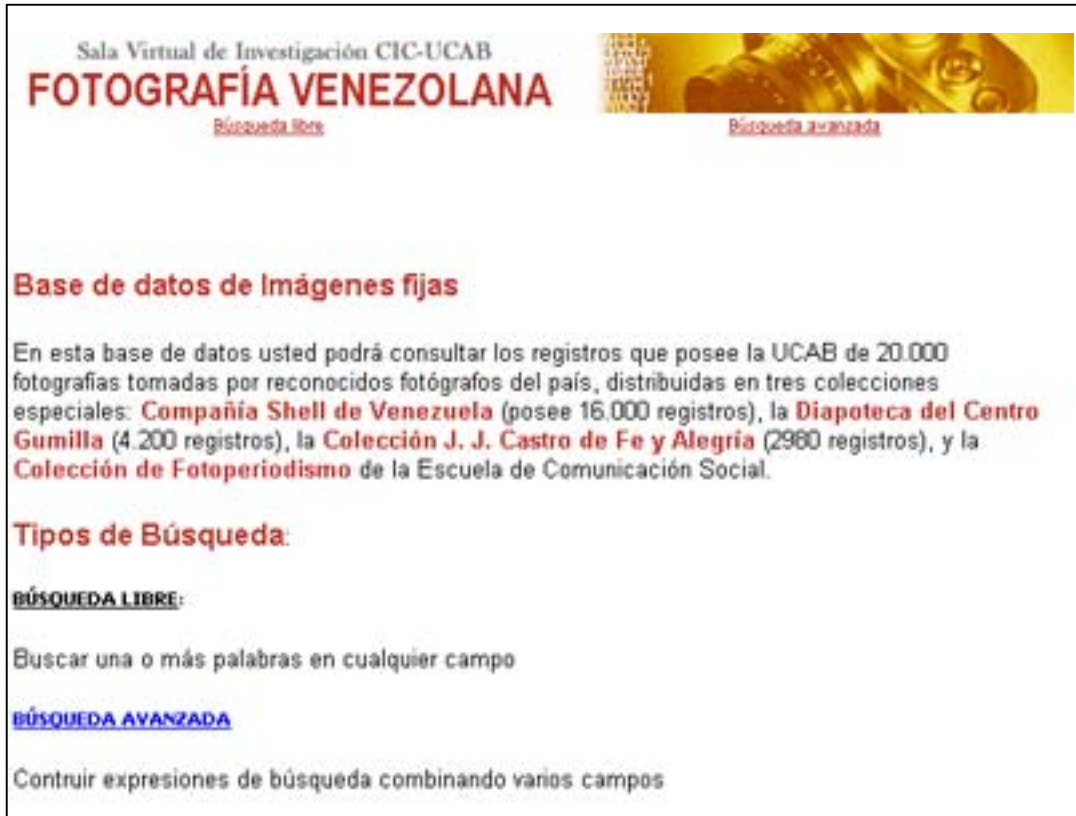 Sala Virtual de Investigación CIC-UCAB
FOTOGRAFÍA VENEZOLANA
Búsqueda libre
Búsqueda avanzada
Base de datos de Imágenes fijas
En esta base de datos usted podrá consultar los registros que posee la UCAB de 20.000
fotografías tomadas por reconocidos fotógrafos del país, distribuidas en tres colecciones
especiales: Compañía Shell de Venezuela (posee 16.000 registros), la Diapoteca del Centro
Gumilla (4.200 registros), la Colección J. J. Castro de Fe y Alegría (2980 registros), y la
Colección de Fotoperiodismo de la Escuela de Comunicación Social.
Tipos de Búsqueda:
BÚSQUEDA LIBRE:
Buscar una o más palabras en cualquier campo
BÚSQUEDA AVANZADA
Contruir expresiones de búsqueda combinando varios campos